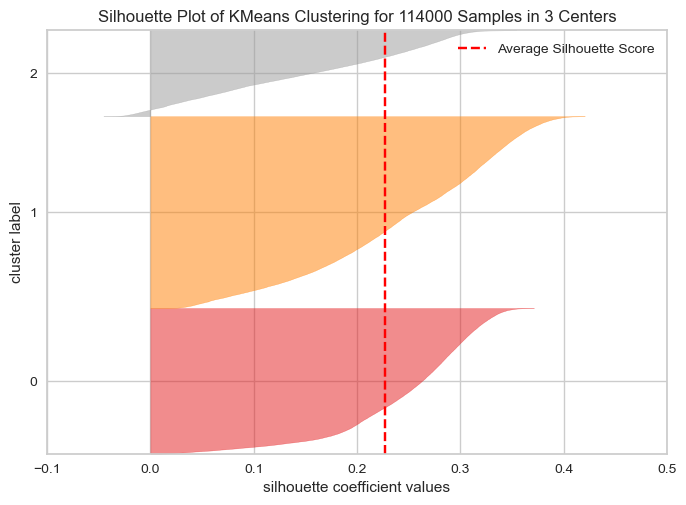 Silhouette Plot of KMeans Clustering for 114000 Samples in 3 Centers
Average Silhouette Score
2
1
0
cluster label
−0.1 0.0 0.1 0.2 0.3 0.4 0.5
silhouette coefficient values